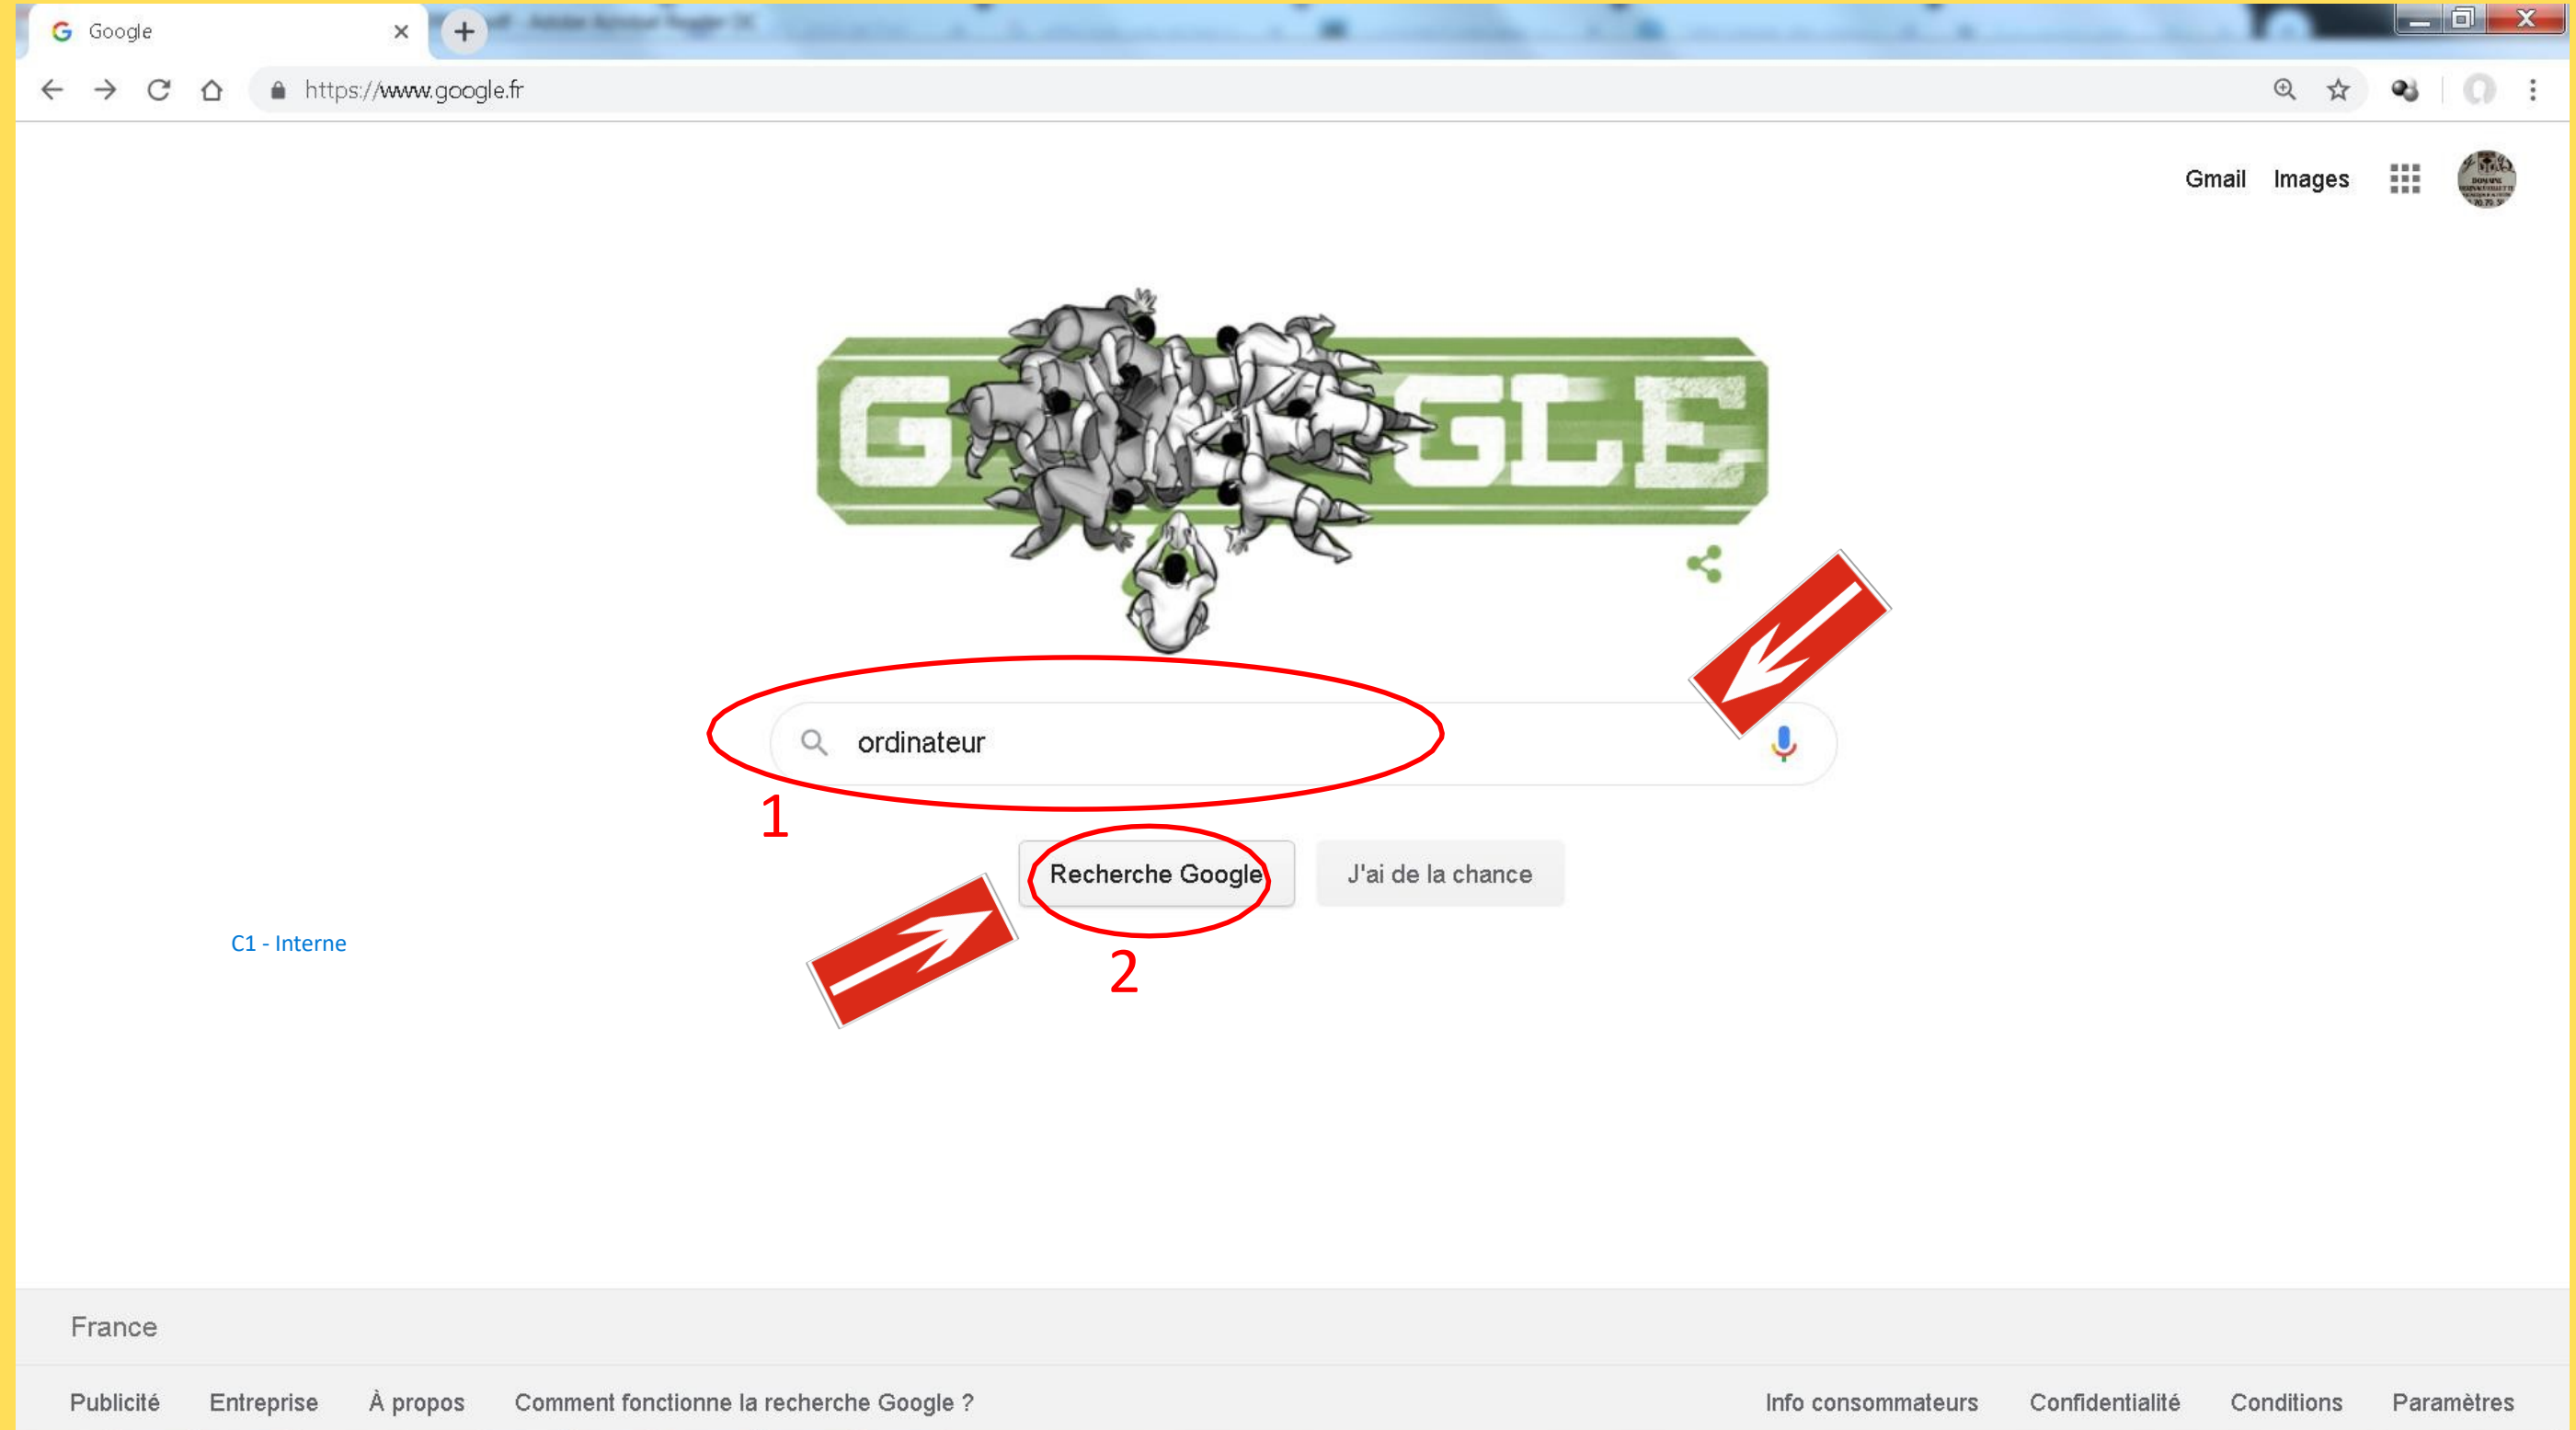 Google
https://www.google.fr
Gmail Images
G GLE
ordinateur
1
Recherche Google J'ai de la chance
C1 - Interne
2
France
Publicité Entreprise À propos Comment fonctionne la recherche Google ? Info consommateurs Confidentialité Conditions Paramètres